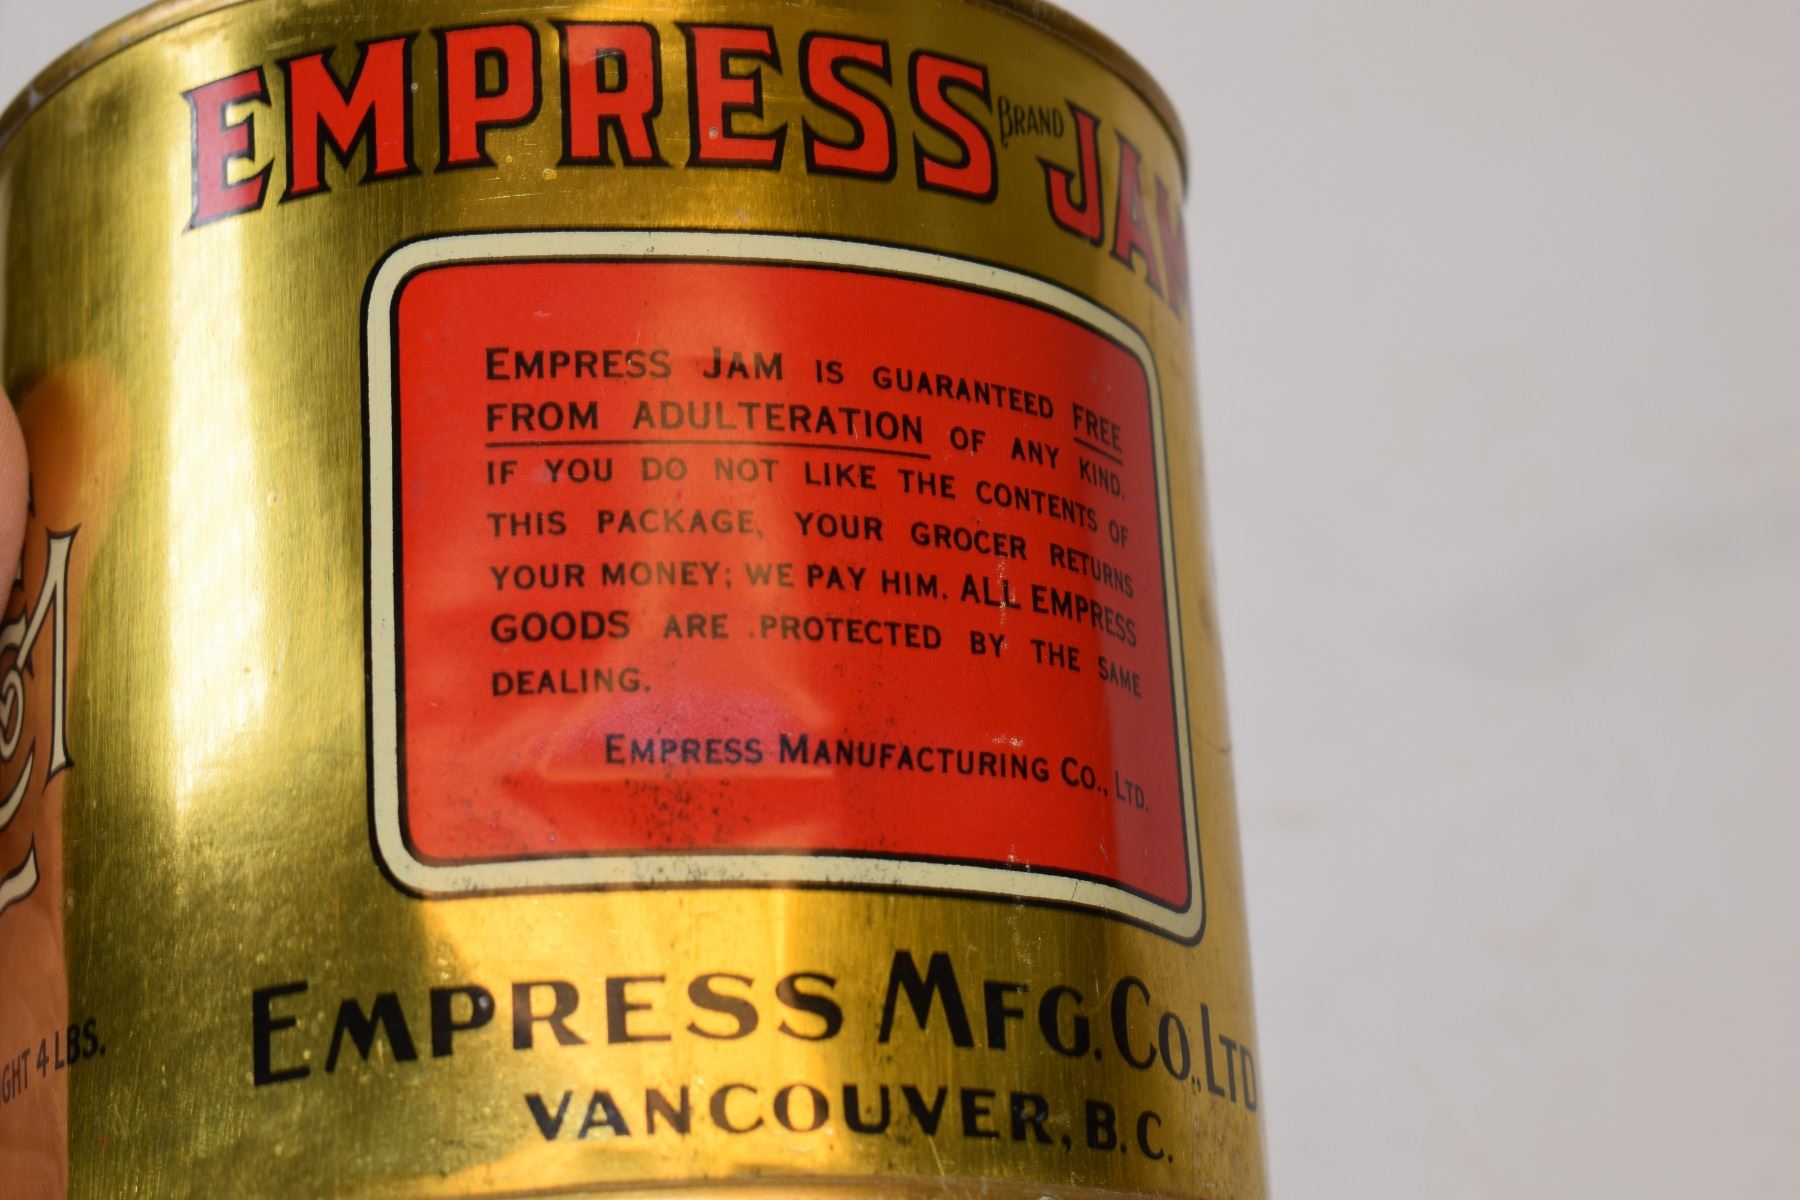 EMPRESS BRAND JAM
EMPRESS JAM IS GUARANTEED FREE
FROM ADULTERATION OF ANY KIND.
IF YOU DO NOT LIKE THE CONTENTS OF
THIS PACKAGE, YOUR GROCER RETURNS
YOUR MONEY; WE PAY HIM. ALL EMPRESS
GOODS ARE PROTECTED BY THE SAME
DEALING.
EMPRESS MANUFACTURING CO., LTD.
EMPRESS MFG. CO., LTD
VANCOUVER, B.C.
4 LBS.